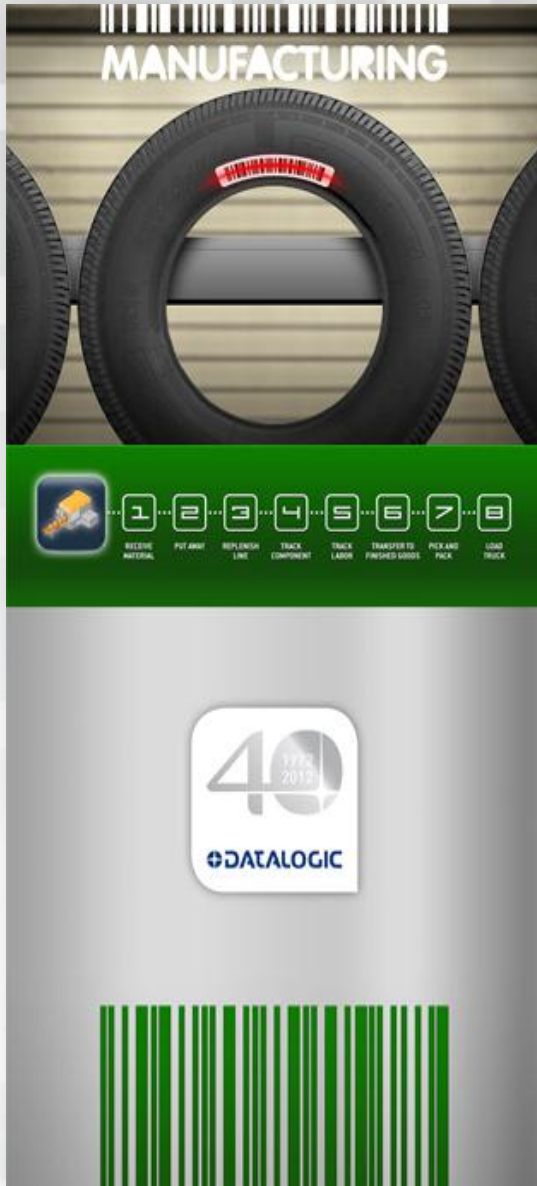 MANUFACTURING
1 2 3 4 5 6 7 8
RECEIVE MATERIAL
PUT AWAY
REPLENISH LINE
TRACK COMPONENT
TRACK LABOR
TRANSFER TO FINISHED GOODS
PICK AND PACK
LOAD TRUCK
40
1972
2012
DATALOGIC